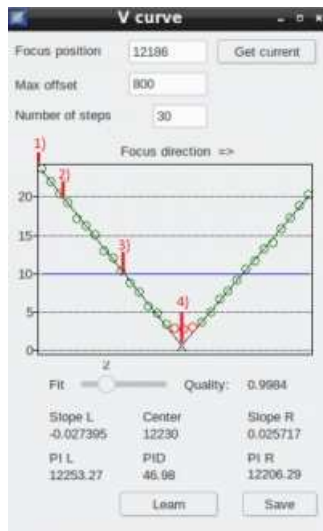 V curve
Focus position 12186 Get current
Max offset 800
Number of steps 30
1) Focus direction =>
2)
20
15
3)
10
4)
5
0
2
Fit Quality: 0.9984
Slope L Center Slope R
-0.027395 12230 0.025717
PI L PID PI R
12253.27 46.98 12206.29
Learn Save